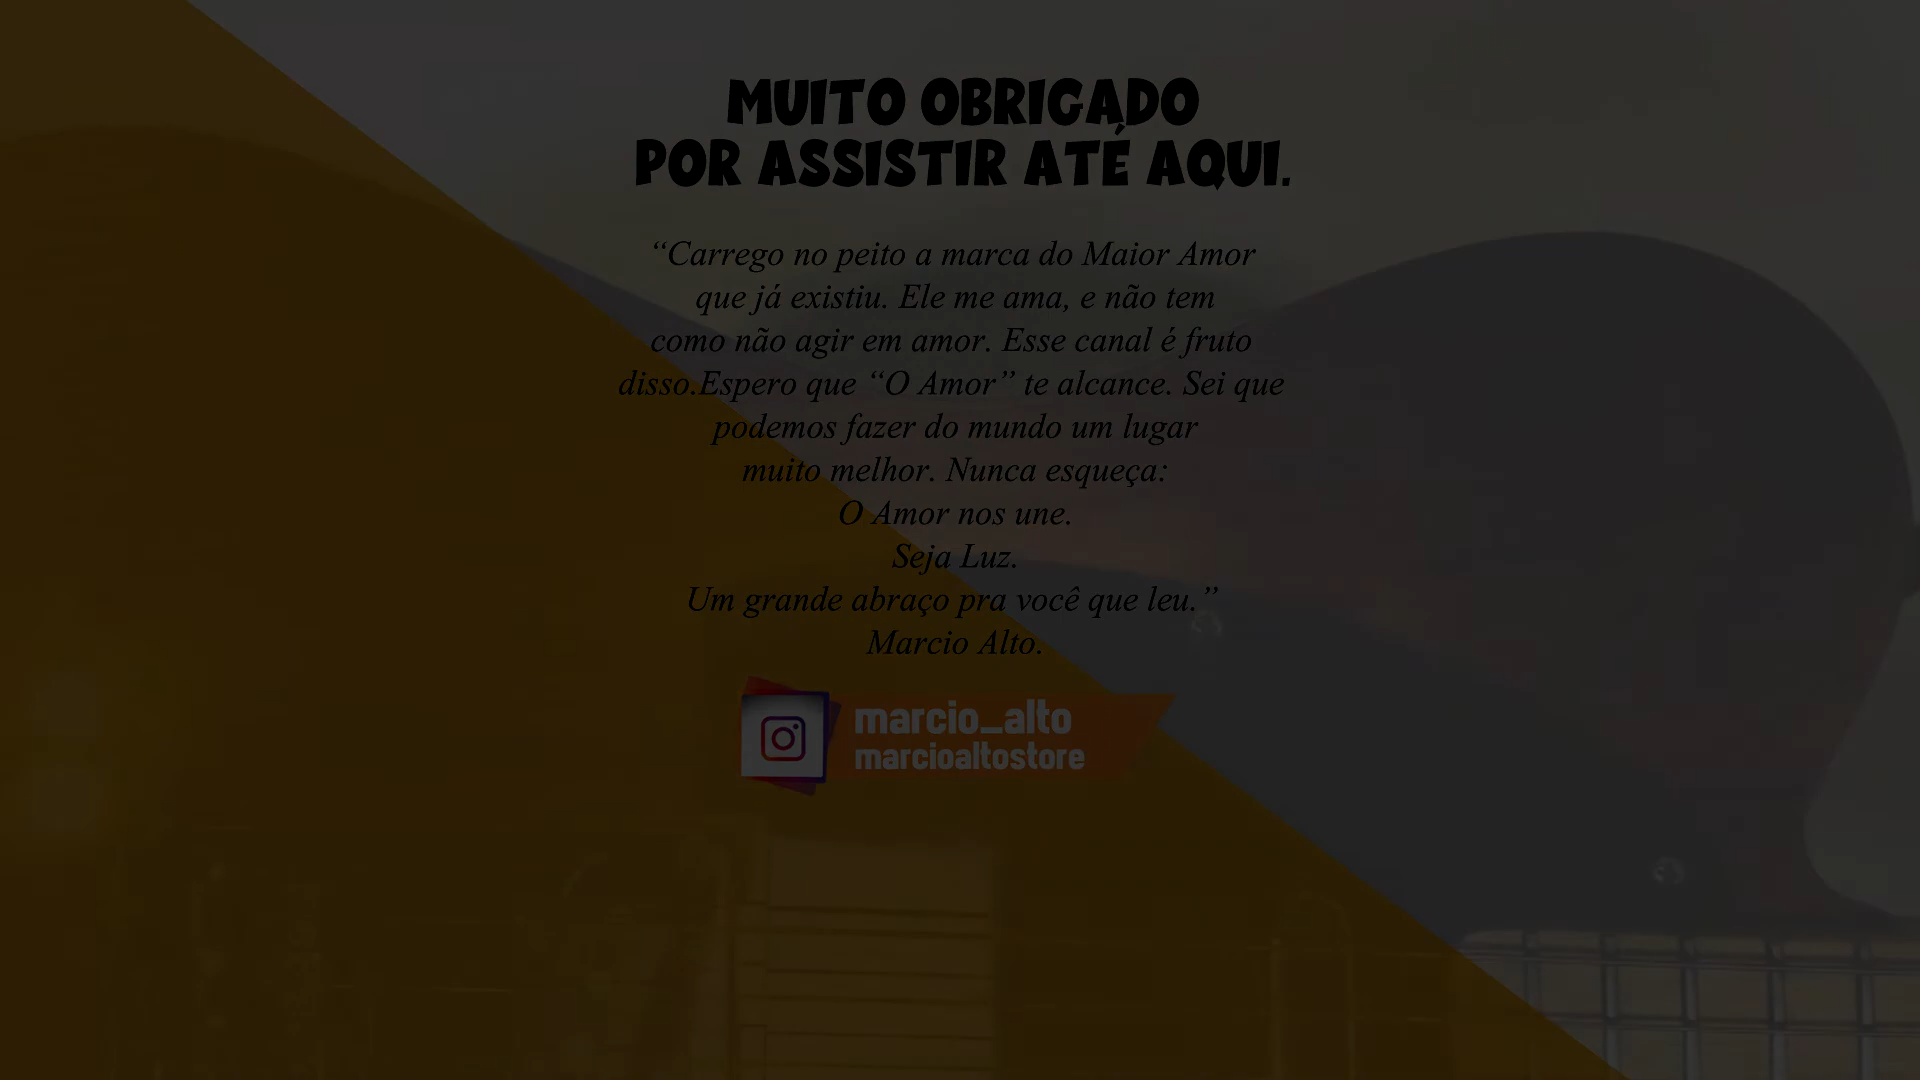 MUITO OBRIGADO
POR ASSISTIR ATÉ AQUI.
“Carrego no peito a marca do Maior Amor
que já existiu. Ele me ama, e não tem
como não agir em amor. Esse canal é fruto
disso.Espero que “O Amor” te alcance. Sei que
podemos fazer do mundo um lugar
muito melhor. Nunca esqueça:
O Amor nos une.
Seja Luz.
Um grande abraço pra você que leu.”
Marcio Alto.
marcio_alto
marcioaltostore